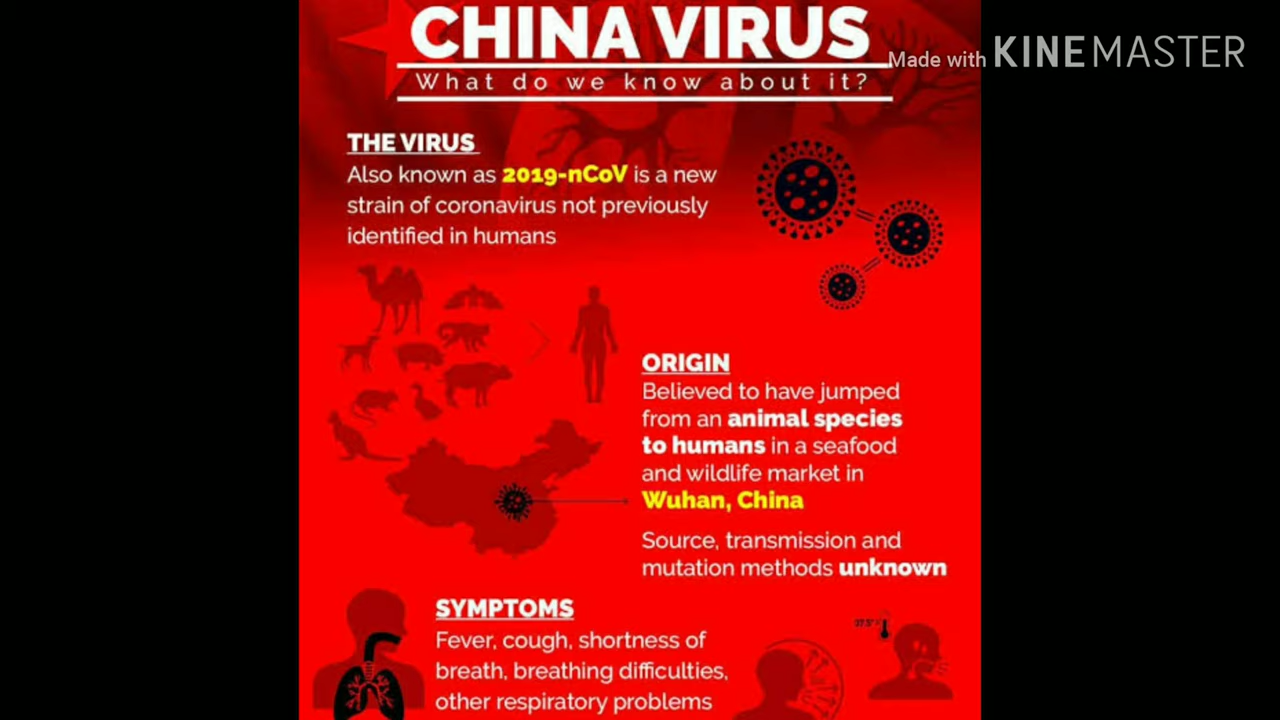 CHINA VIRUS
Made with KINEMASTER
What do we know about it?
THE VIRUS
Also known as 2019-nCoV is a new
strain of coronavirus not previously
identified in humans
ORIGIN
Believed to have jumped
from an animal species
to humans in a seafood
and wildlife market in
Wuhan, China
Source, transmission and
mutation methods unknown
SYMPTOMS
Fever, cough, shortness of
breath, breathing difficulties,
other respiratory problems